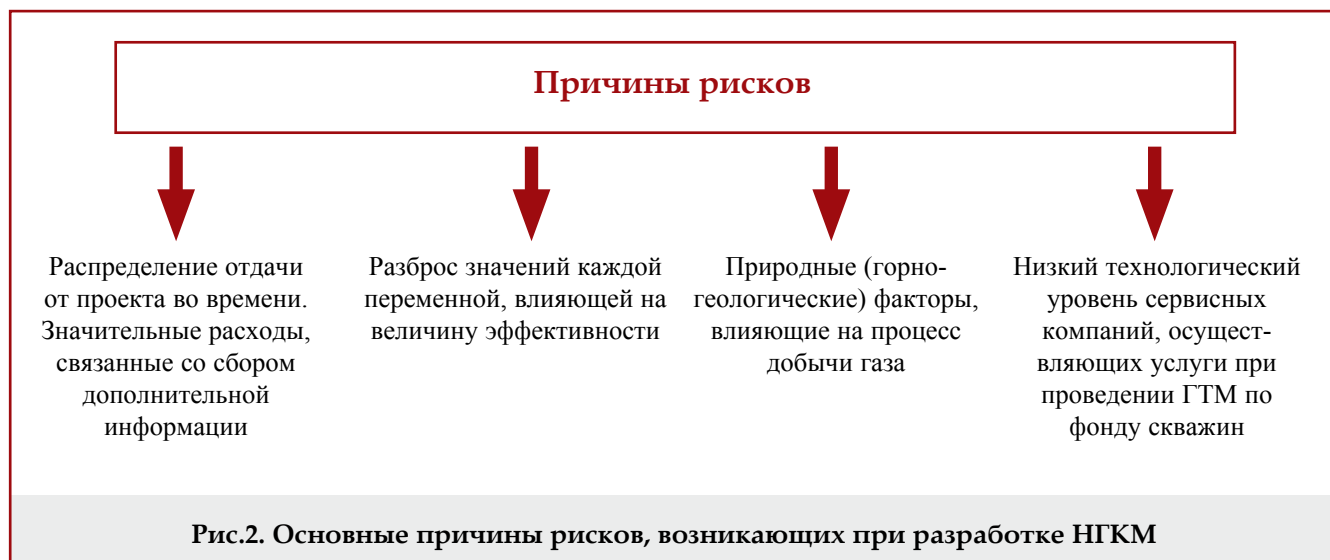 Причины рисков
Распределение отдачи
от проекта во времени.
Значительные расходы,
связанные со сбором
дополнительной
информации
Разброс значений каждой
переменной, влияющей на
величину эффективности
Природные (горно-
геологические) факторы,
влияющие на процесс
добычи газа
Низкий технологический
уровень сервисных
компаний, осущест-
вляющих услуги при
проведении ГТМ по
фонду скважин
Рис.2. Основные причины рисков, возникающих при разработке НГКМ